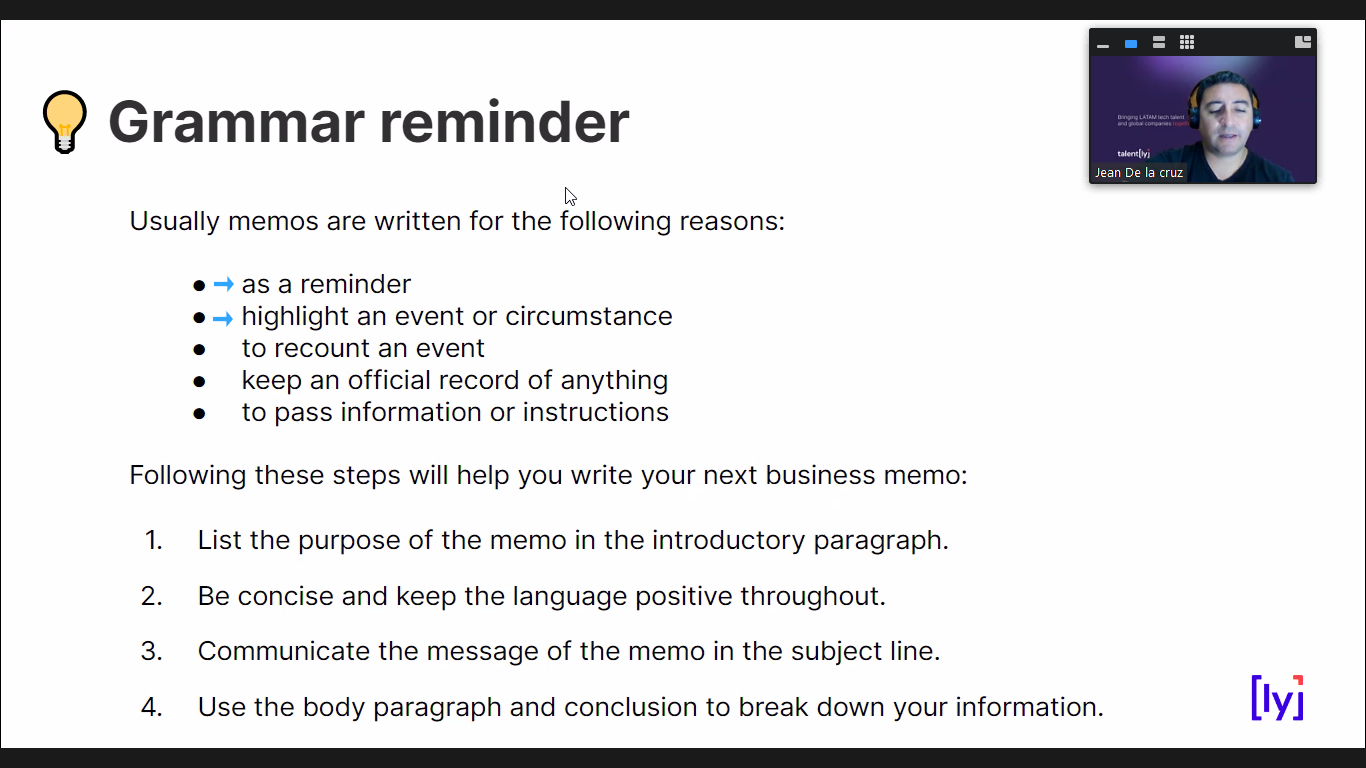 Grammar reminder
Usually memos are written for the following reasons:
● as a reminder
● highlight an event or circumstance
● to recount an event
● keep an official record of anything
● to pass information or instructions
Following these steps will help you write your next business memo:
1. List the purpose of the memo in the introductory paragraph.
2. Be concise and keep the language positive throughout.
3. Communicate the message of the memo in the subject line.
4. Use the body paragraph and conclusion to break down your information.
Bringing LATAM tech talent
and global companies
talent[ly]
Jean De la cruz
[ly]